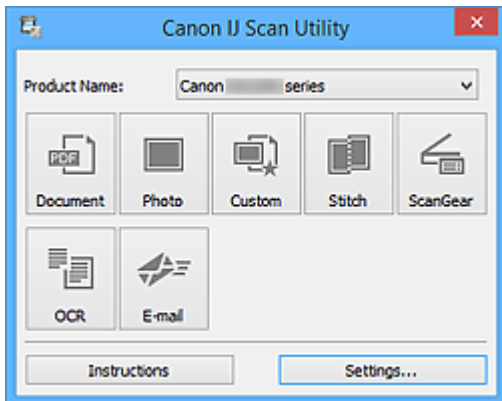 Canon IJ Scan Utility
Product Name: Canon series
PDF
Document Photo Custom Stitch ScanGear
OCR E-mail
Instructions Settings...